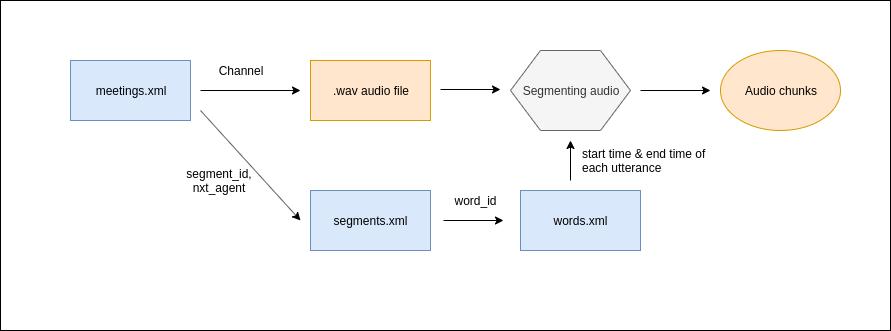 Channel
meetings.xml
.wav audio file
Segmenting audio
Audio chunks
segment_id,
nxt_agent
start time & end time of
each utterance
segments.xml
word_id
words.xml